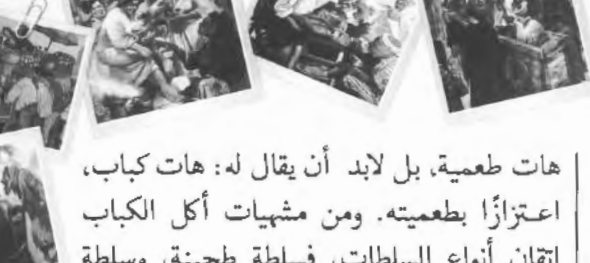 هات طعمية، بل لابد أن يقال له: هات كباب،
اعتزازًا بطعميته. ومن مشهيات أكل الكباب
إتقان أنواع السلطات، فسلطة طحينة، وسلطة